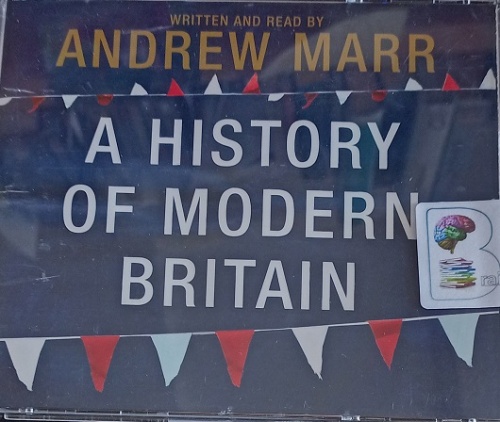 WRITTEN AND READ BY
ANDREW MARR
A HISTORY
OF MODERN
BRITAIN
B